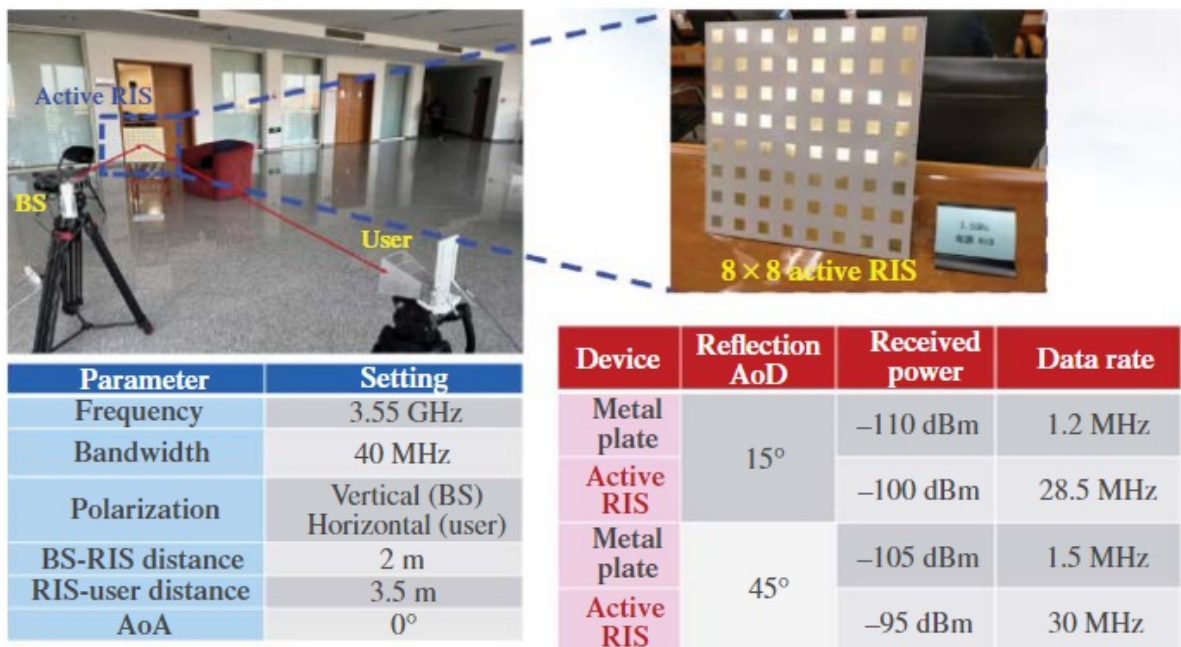 Active RIS
BS
User
8 × 8 active RIS
3.5GHz
Parameter Setting
Frequency 3.55 GHz
Bandwidth 40 MHz
Polarization Vertical (BS)
Horizontal (user)
BS-RIS distance 2 m
RIS-user distance 3.5 m
AoA 0°
Device Reflection AoD Received power Data rate
Metal plate 15° –110 dBm 1.2 MHz
Active RIS –100 dBm 28.5 MHz
Metal plate 45° –105 dBm 1.5 MHz
Active RIS –95 dBm 30 MHz